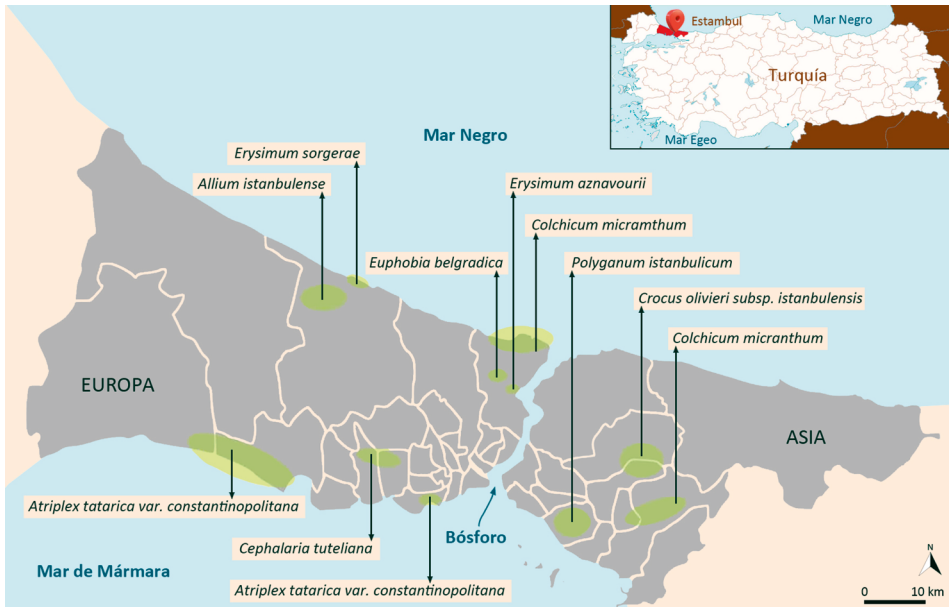 Mar Negro
Estambul
Turquía
Mar Egeo
Mar Negro
Erysimum sorgerae
Allium istanbulense
Erysimum aznavourii
Colchicum micramthum
Euphobia belgradica
Polyganum istanbulicum
Crocus olivieri subsp. istanbulensis
Colchicum micranthum
EUROPA
ASIA
Atriplex tatarica var. constantinopolitana
Bósforo
Cephalaria tuteliana
Mar de Mármara
Atriplex tatarica var. constantinopolitana
N
0 10 km